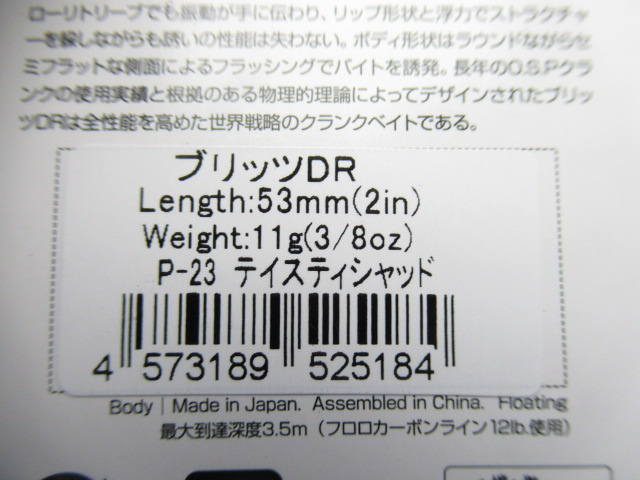 ローリトリーブでも振動が手に伝わり、リップ形状と浮力でストラクチャ
ーを躱しながらも誘いの性能は失わない。ボディ形状はラウンドながらセ
ミフラットな側面によるフラッシングでバイトを誘発。長年のO.S.Pクラ
ンクの使用実績と根拠のある物理的理論によってデザインされたブリッ
ツDRは全性能を高めた世界戦略のクランクベイトである。
ブリッツDR
Length:53mm(2in)
Weight:11g(3/8oz)
P-23 テイスティシャッド
4 573189 525184
Body | Made in Japan. Assembled in China. Floating
最大到達深度3.5m（フロロカーボンライン12lb.使用）